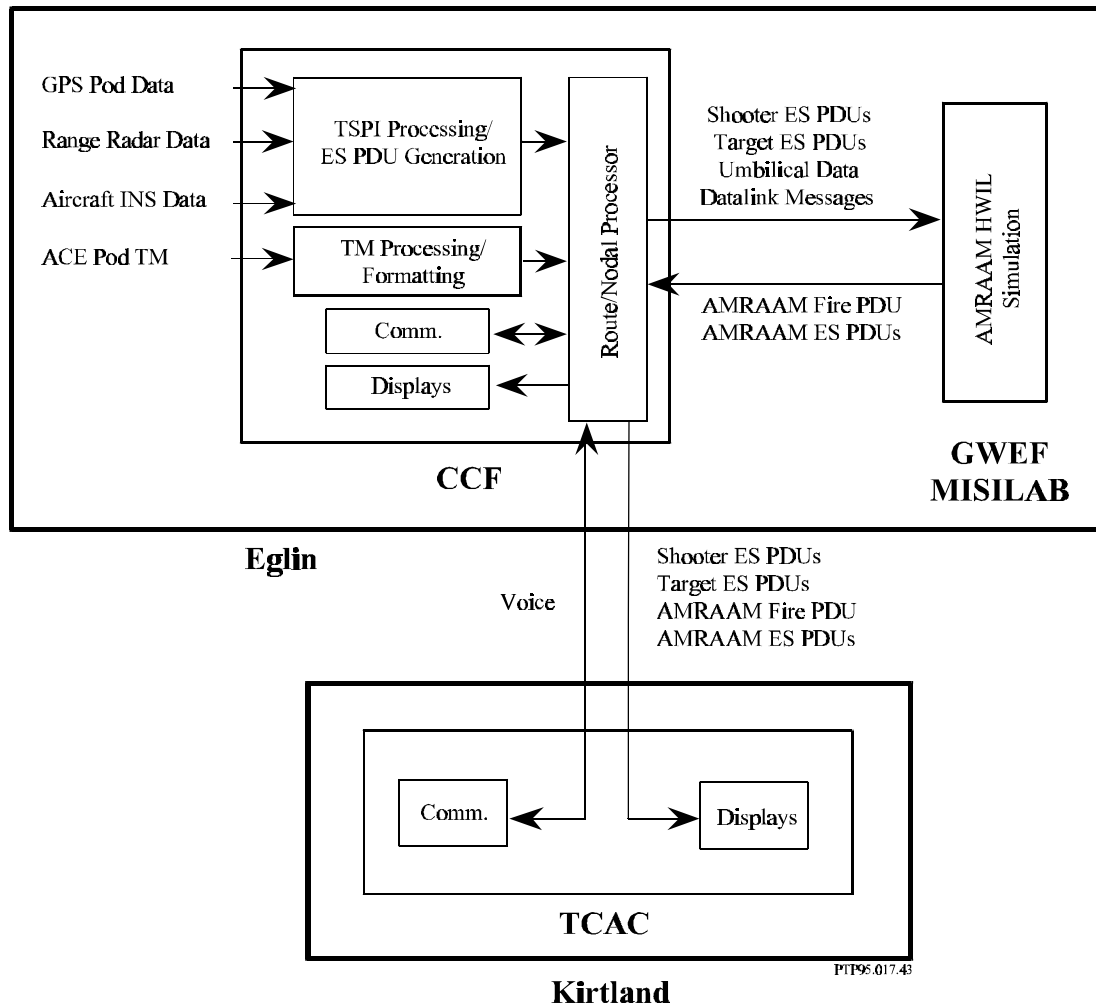 GPS Pod Data
Range Radar Data
Aircraft INS Data
ACE Pod TM
TSPI Processing/
ES PDU Generation
TM Processing/
Formatting
Comm.
Displays
Route/Nodal Processor
CCF
Shooter ES PDUs
Target ES PDUs
Umbilical Data
Datalink Messages
AMRAAM Fire PDU
AMRAAM ES PDUs
AMRAAM HWIL
Simulation
GWEF
MISILAB
Eglin
Voice
Shooter ES PDUs
Target ES PDUs
AMRAAM Fire PDU
AMRAAM ES PDUs
Comm.
Displays
TCAC
PTP95.017.43
Kirtland